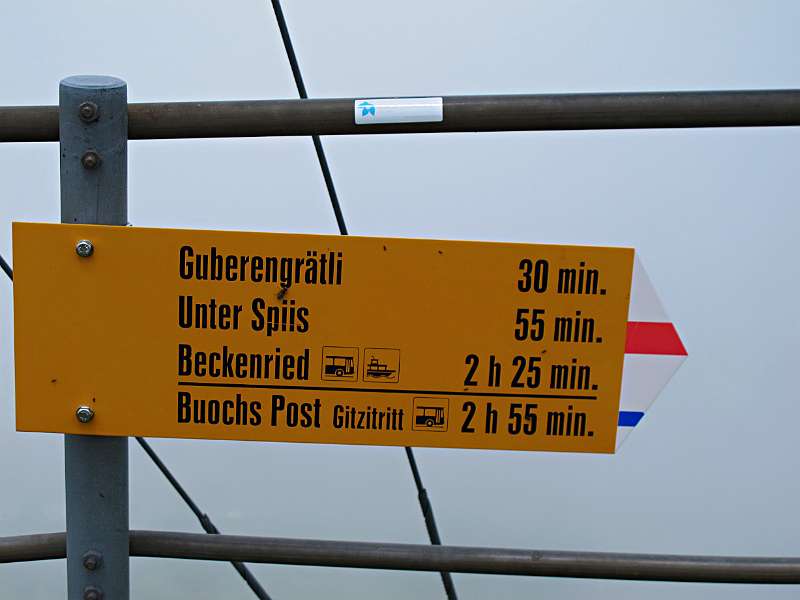 Guberengrätli 30 min.
Unter Spiis 55 min.
Beckenried 2 h 25 min.
Buochs Post Gitzitritt 2 h 55 min.